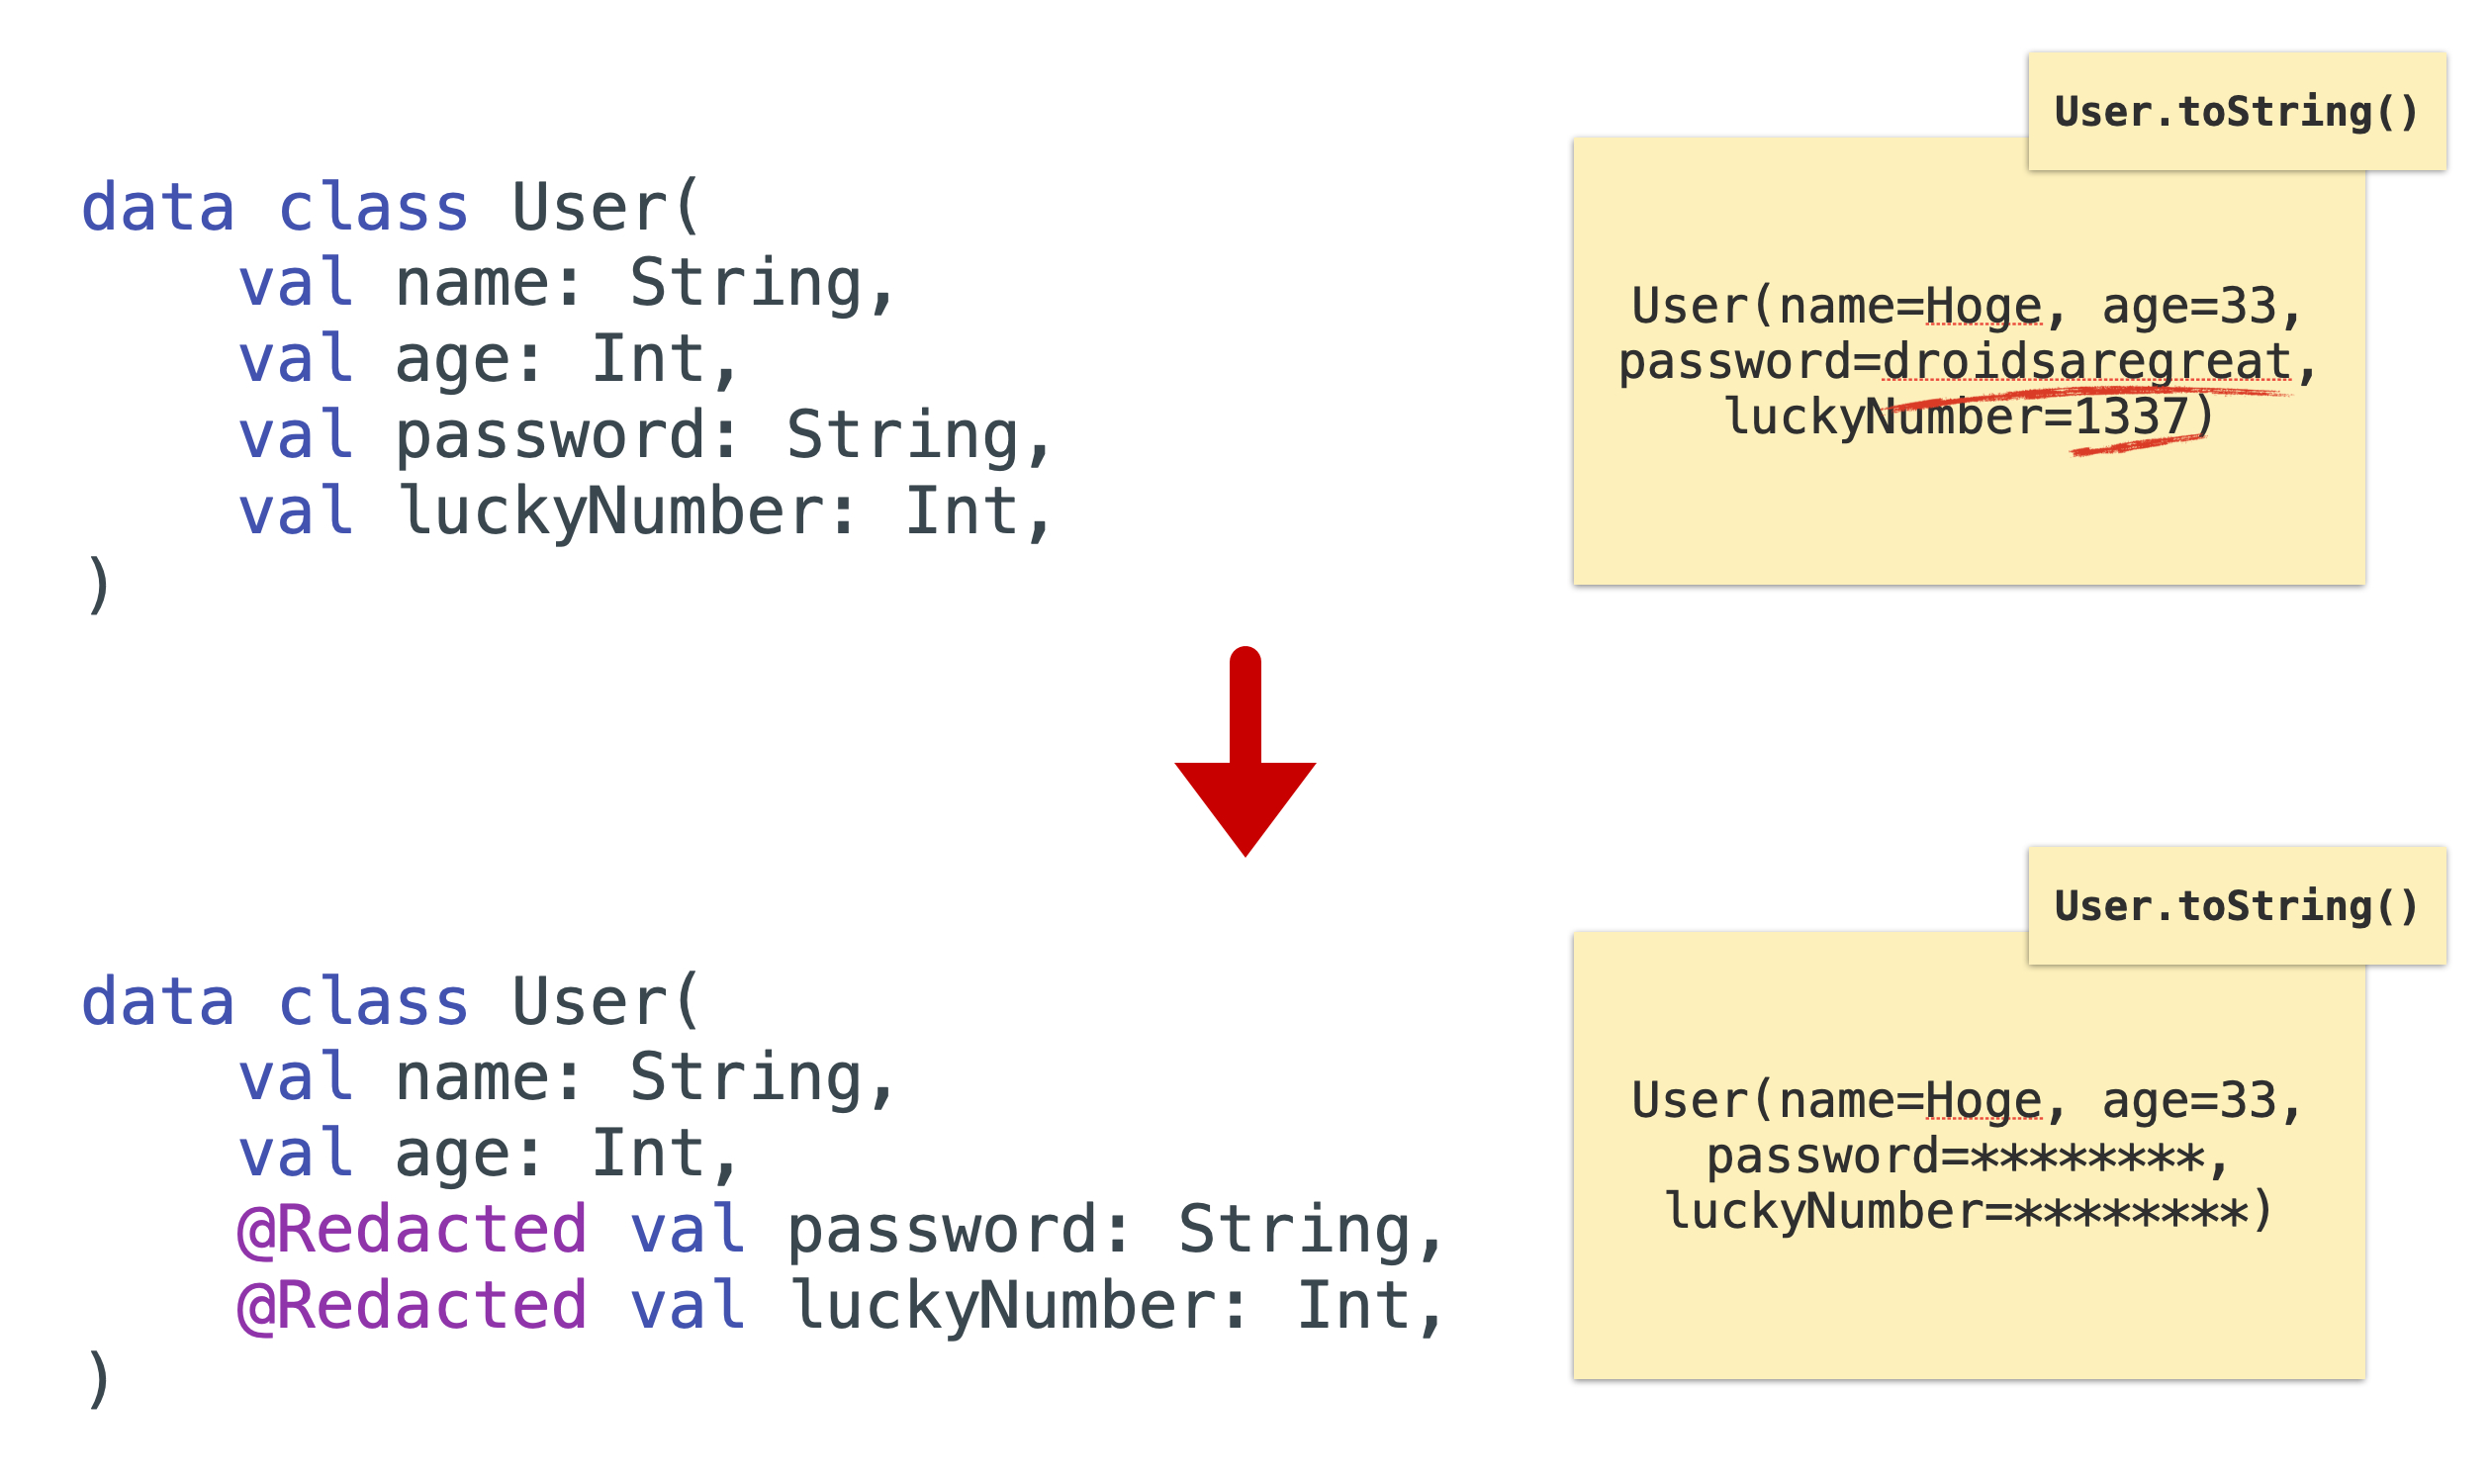 data class User(
    val name: String,
    val age: Int,
    val password: String,
    val luckyNumber: Int,
)
User.toString()
User(name=Hoge, age=33,
password=droidsaregreat,
luckyNumber=1337)
data class User(
    val name: String,
    val age: Int,
    @Redacted val password: String,
    @Redacted val luckyNumber: Int,
)
User.toString()
User(name=Hoge, age=33,
password=********,
luckyNumber=********)